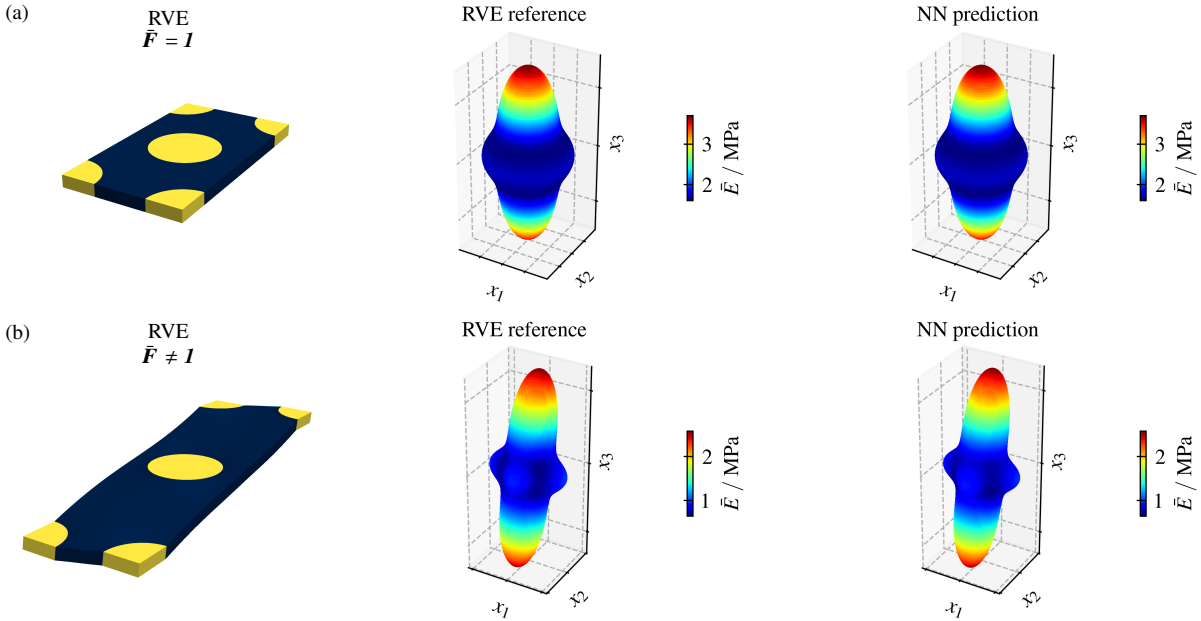 (a)
RVE
F̄ = 1
RVE reference
x₁
x₂
x₃
3
2
Ē / MPa
NN prediction
x₁
x₂
x₃
3
2
Ē / MPa
(b)
RVE
F̄ ≠ 1
RVE reference
x₁
x₂
x₃
2
1
Ē / MPa
NN prediction
x₁
x₂
x₃
2
1
Ē / MPa